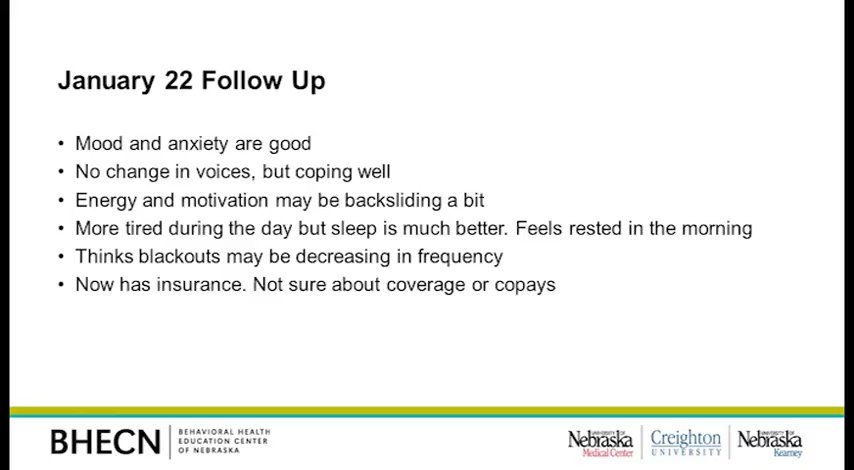 January 22 Follow Up
• Mood and anxiety are good
• No change in voices, but coping well
• Energy and motivation may be backsliding a bit
• More tired during the day but sleep is much better. Feels rested in the morning
• Thinks blackouts may be decreasing in frequency
• Now has insurance. Not sure about coverage or copays
BHECN
BEHAVIORAL HEALTH
EDUCATION CENTER
OF NEBRASKA
UNIVERSITY OF
Nebraska
Medical Center
Creighton
UNIVERSITY
UNIVERSITY OF
Nebraska
Kearney